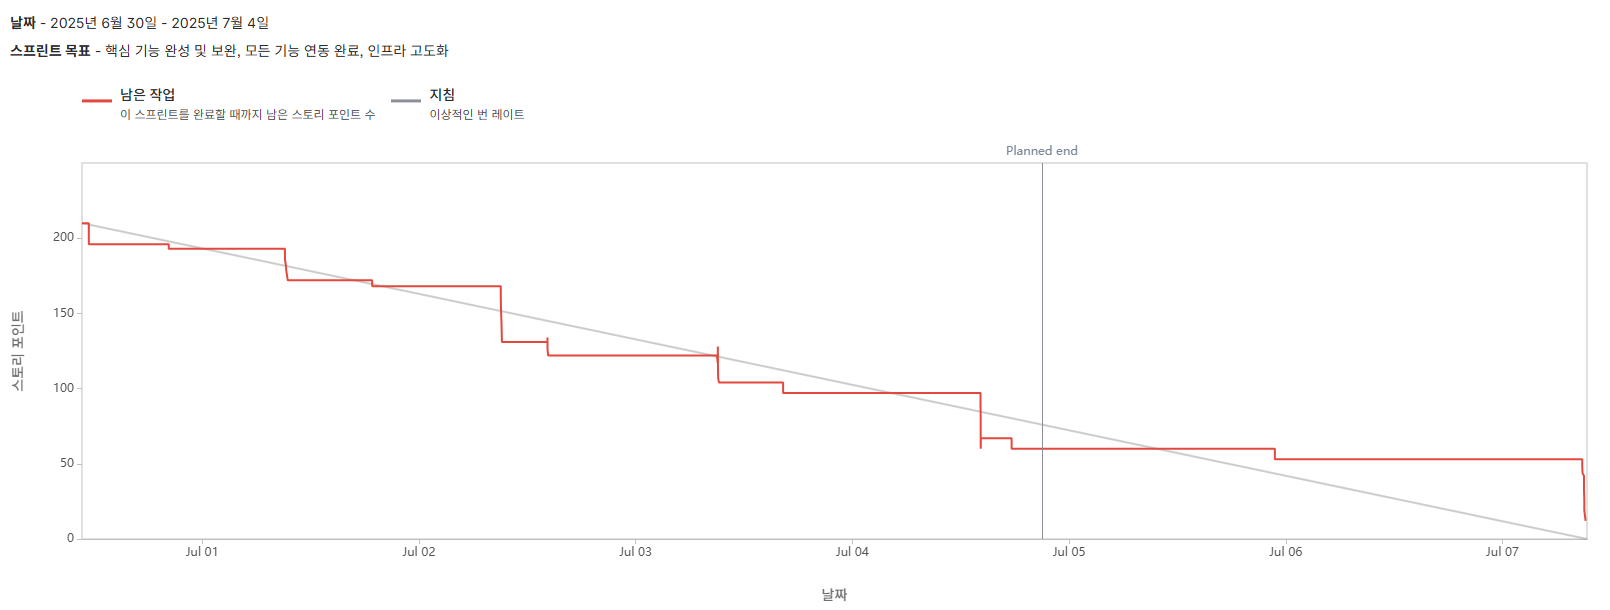 날짜 - 2025년 6월 30일 - 2025년 7월 4일
스프린트 목표 - 핵심 기능 완성 및 보완, 모든 기능 연동 완료, 인프라 고도화
남은 작업
이 스프린트를 완료할 때까지 남은 스토리 포인트 수
지침
이상적인 번 레이트
Planned end
스토리 포인트
200
150
100
50
0
Jul 01
Jul 02
Jul 03
Jul 04
Jul 05
Jul 06
Jul 07
날짜